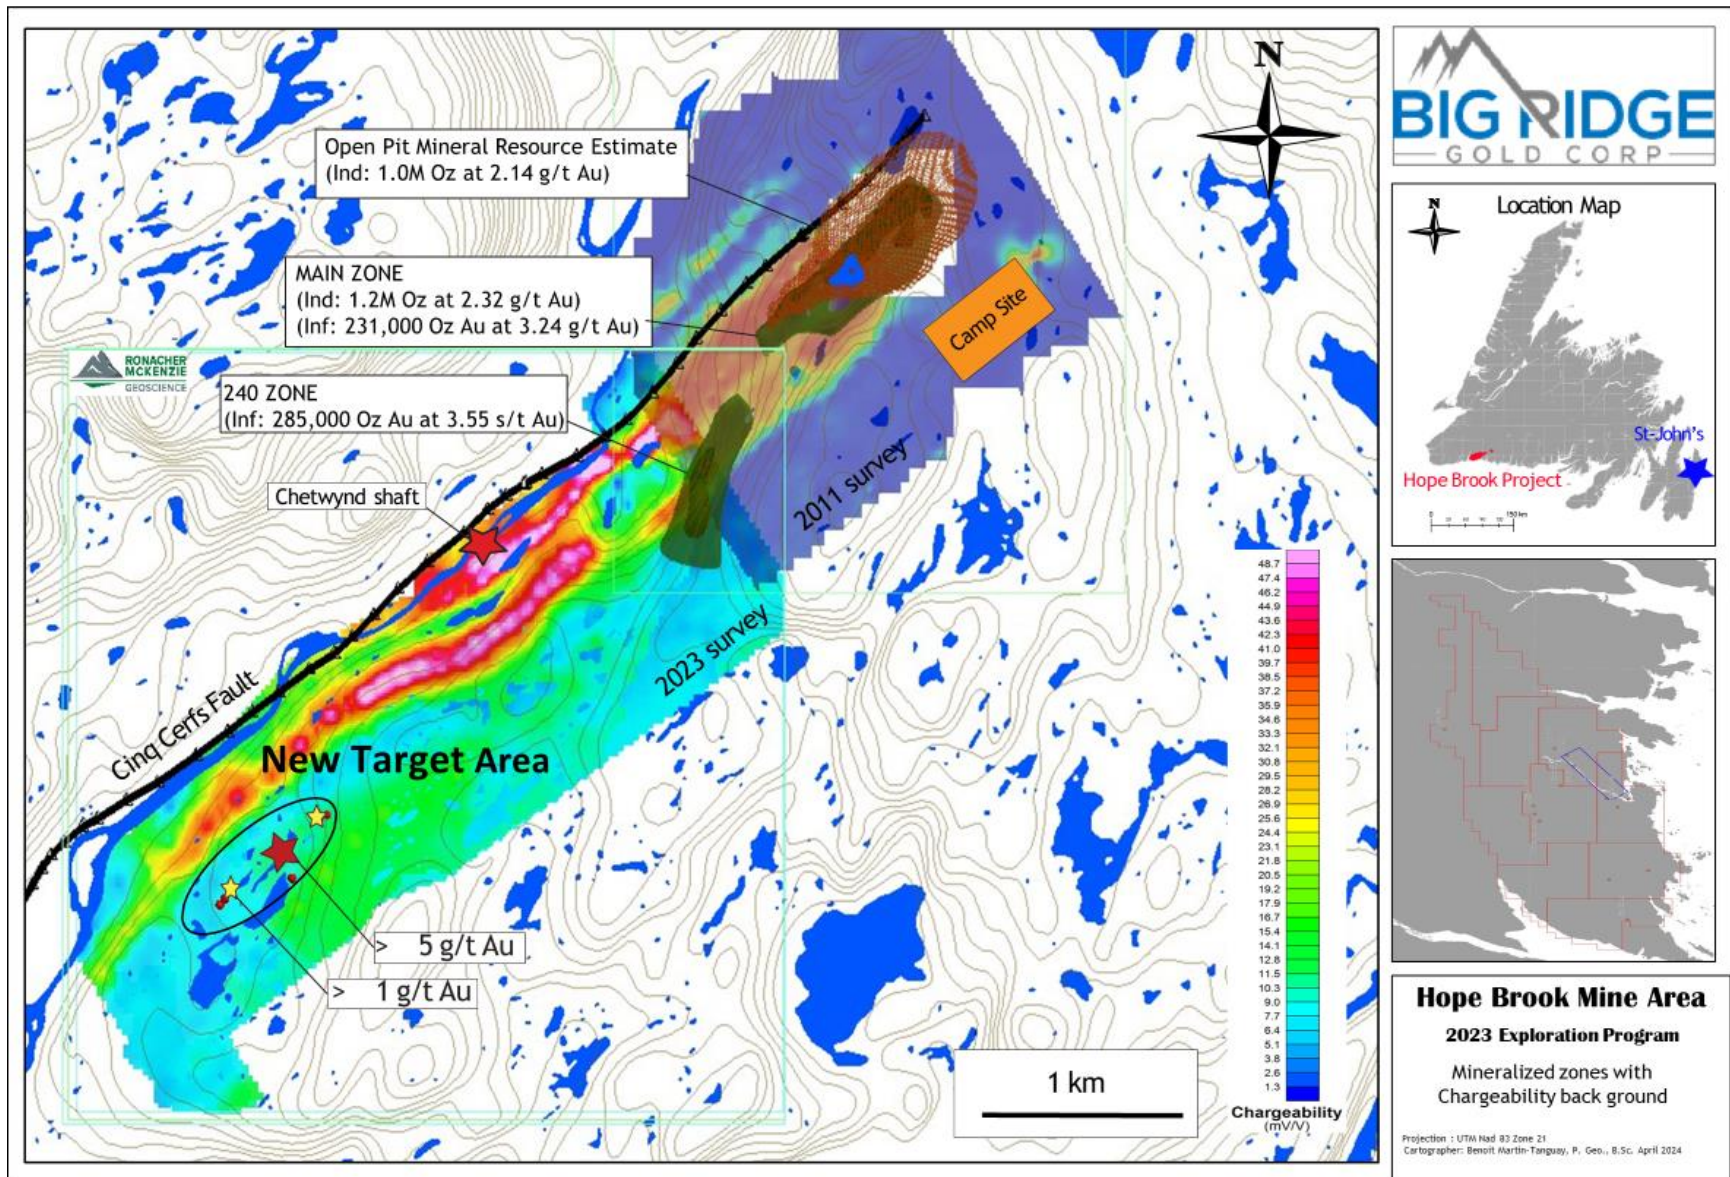 N
Open Pit Mineral Resource Estimate
(Ind: 1.0M Oz at 2.14 g/t Au)
MAIN ZONE
(Ind: 1.2M Oz at 2.32 g/t Au)
(Inf: 231,000 Oz Au at 3.24 g/t Au)
RONACHER
MCKENZIE
GEOSCIENCE
240 ZONE
(Inf: 285,000 Oz Au at 3.55 s/t Au)
Camp Site
Chetwynd shaft
2011 survey
2023 survey
Cinq Cerfs Fault
New Target Area
> 5 g/t Au
> 1 g/t Au
1 km
48.7
47.4
46.2
44.9
43.6
42.3
41.0
39.7
38.5
37.2
35.9
34.6
33.3
32.1
30.8
29.5
28.2
26.9
25.6
24.4
23.1
21.8
20.5
19.2
17.9
16.7
15.4
14.1
12.8
11.5
10.3
9.0
7.7
6.4
5.1
3.8
2.6
1.3
Chargeability
(mV/V)
BIG RIDGE
GOLD CORP
Location Map
N
St-John's
Hope Brook Project
0
150 km
Hope Brook Mine Area
2023 Exploration Program
Mineralized zones with
Chargeability back ground
Projection : UTM Nad 83 Zone 21
Cartographer: Benoit Martin-Tanguay, P. Geo., B.Sc. April 2024